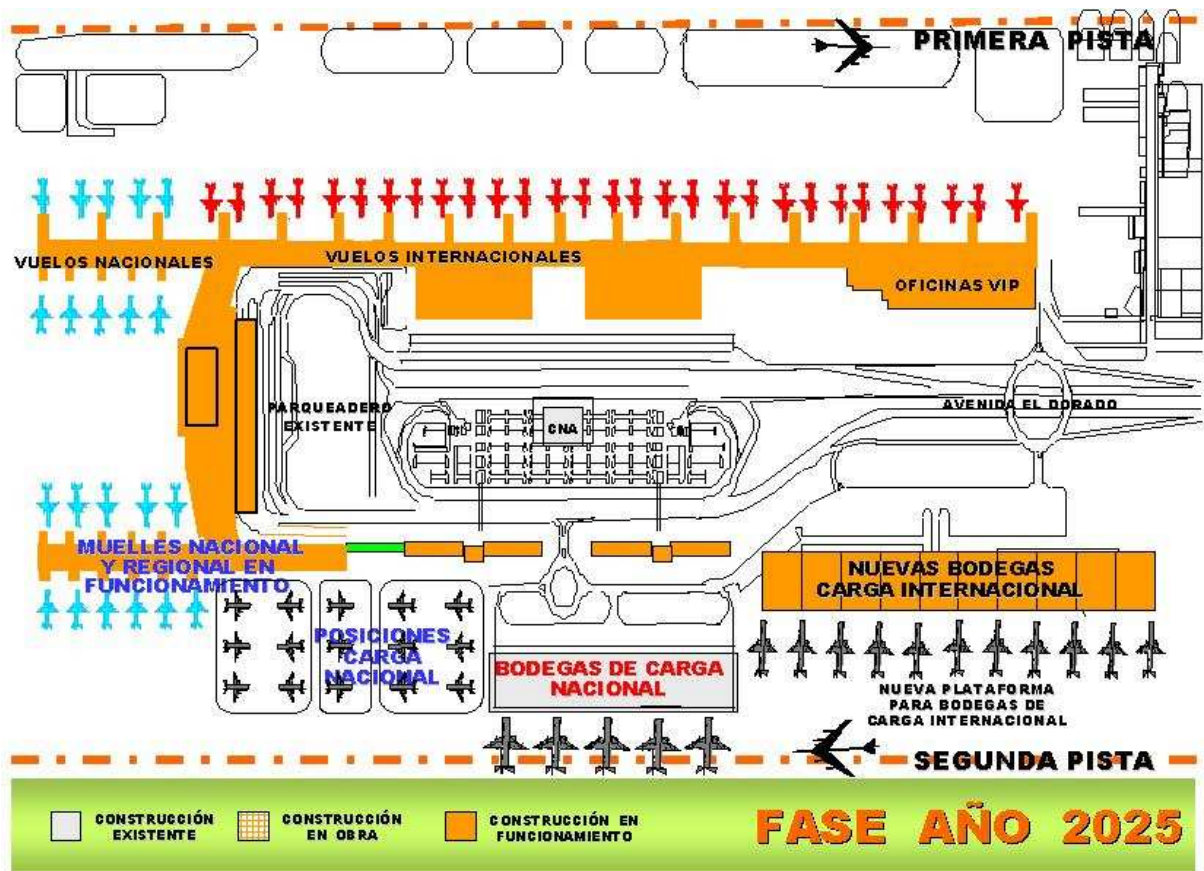 PRIMERA PISTA
VUELOS NACIONALES
VUELOS INTERNACIONALES
OFICINAS VIP
PARQUEADERO
EXISTENTE
CNA
AVENIDA EL DORADO
MUELLES NACIONAL
Y REGIONAL EN
FUNCIONAMIENTO
NUEVAS BODEGAS
CARGA INTERNACIONAL
POSICIONES
CARGA
NACIONAL
BODEGAS DE CARGA
NACIONAL
NUEVA PLATAFORMA
PARA BODEGAS DE
CARGA INTERNACIONAL
SEGUNDA PISTA
CONSTRUCCIÓN
EXISTENTE
CONSTRUCCIÓN
EN OBRA
CONSTRUCCIÓN EN
FUNCIONAMIENTO
FASE AÑO 2025